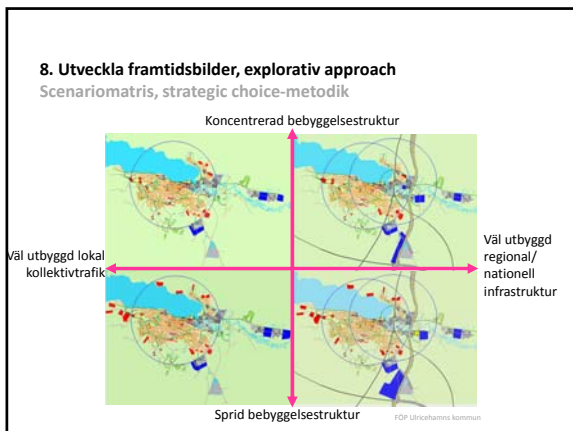 8. Utveckla framtidsbilder, explorativ approach
Scenariomatris, strategic choice-metodik
Koncentrerad bebyggelsestruktur
Väl utbyggd lokal
kollektivtrafik
Väl utbyggd
regional/
nationell
infrastruktur
Sprid bebyggelsestruktur
FÖP Ulricehamns kommun